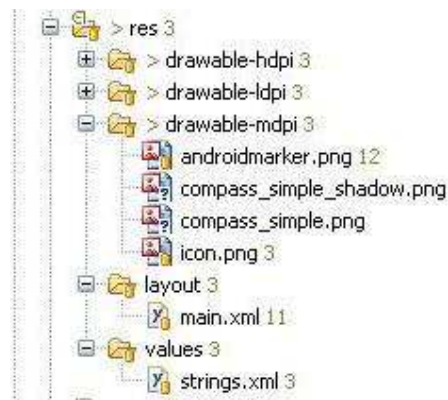 > res 3
> drawable-hdpi 3
> drawable-ldpi 3
> drawable-mdpi 3
androidmarker.png 12
compass_simple_shadow.png
compass_simple.png
icon.png 3
layout 3
main.xml 11
values 3
strings.xml 3